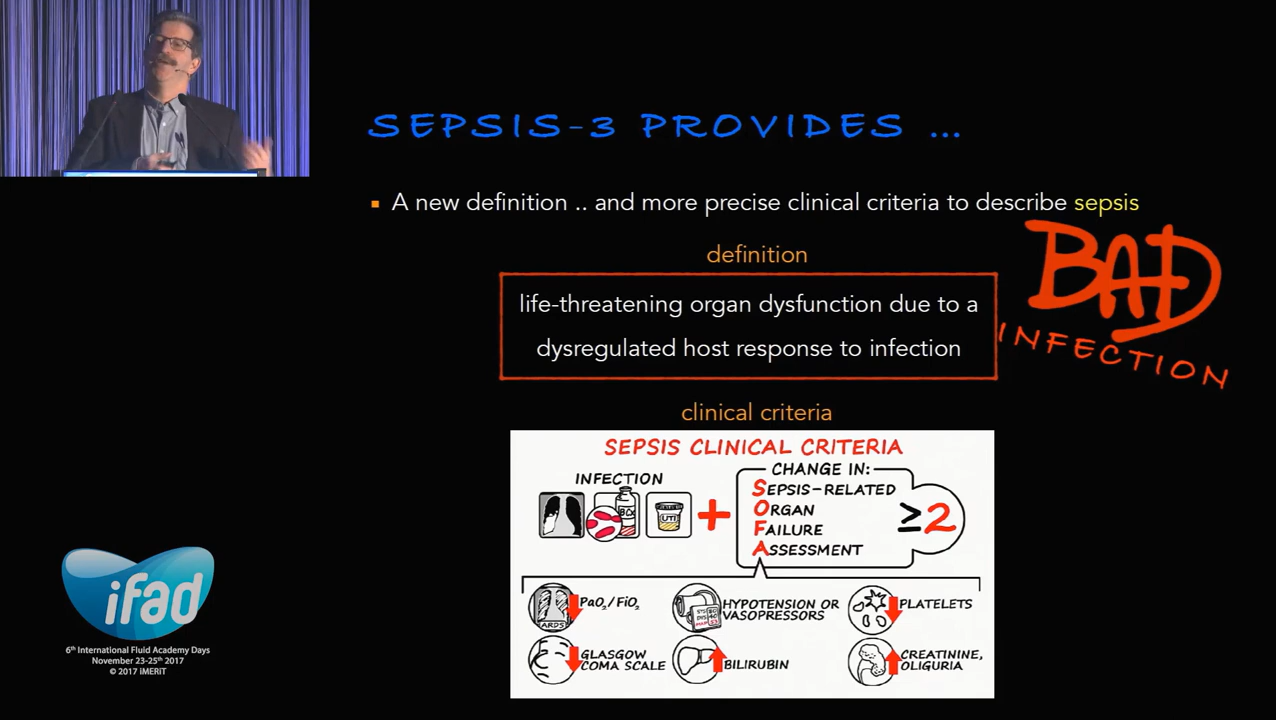 SEPSIS-3 PROVIDES ...
A new definition .. and more precise clinical criteria to describe sepsis
definition
life-threatening organ dysfunction due to a
dysregulated host response to infection
BAD
INFECTION
clinical criteria
SEPSIS CLINICAL CRITERIA
INFECTION
UTI
+
CHANGE IN:
SEPSIS-RELATED
ORGAN
FAILURE
ASSESSMENT
≥2
ARDS
PaO₂/FiO₂
HYPOTENSION OR
VASOPRESSORS
PLATELETS
GLASGOW
COMA SCALE
BILIRUBIN
CREATININE,
OLIGURIA
ifad
6th International Fluid Academy Days
November 23-25th 2017
© 2017 iMERiT